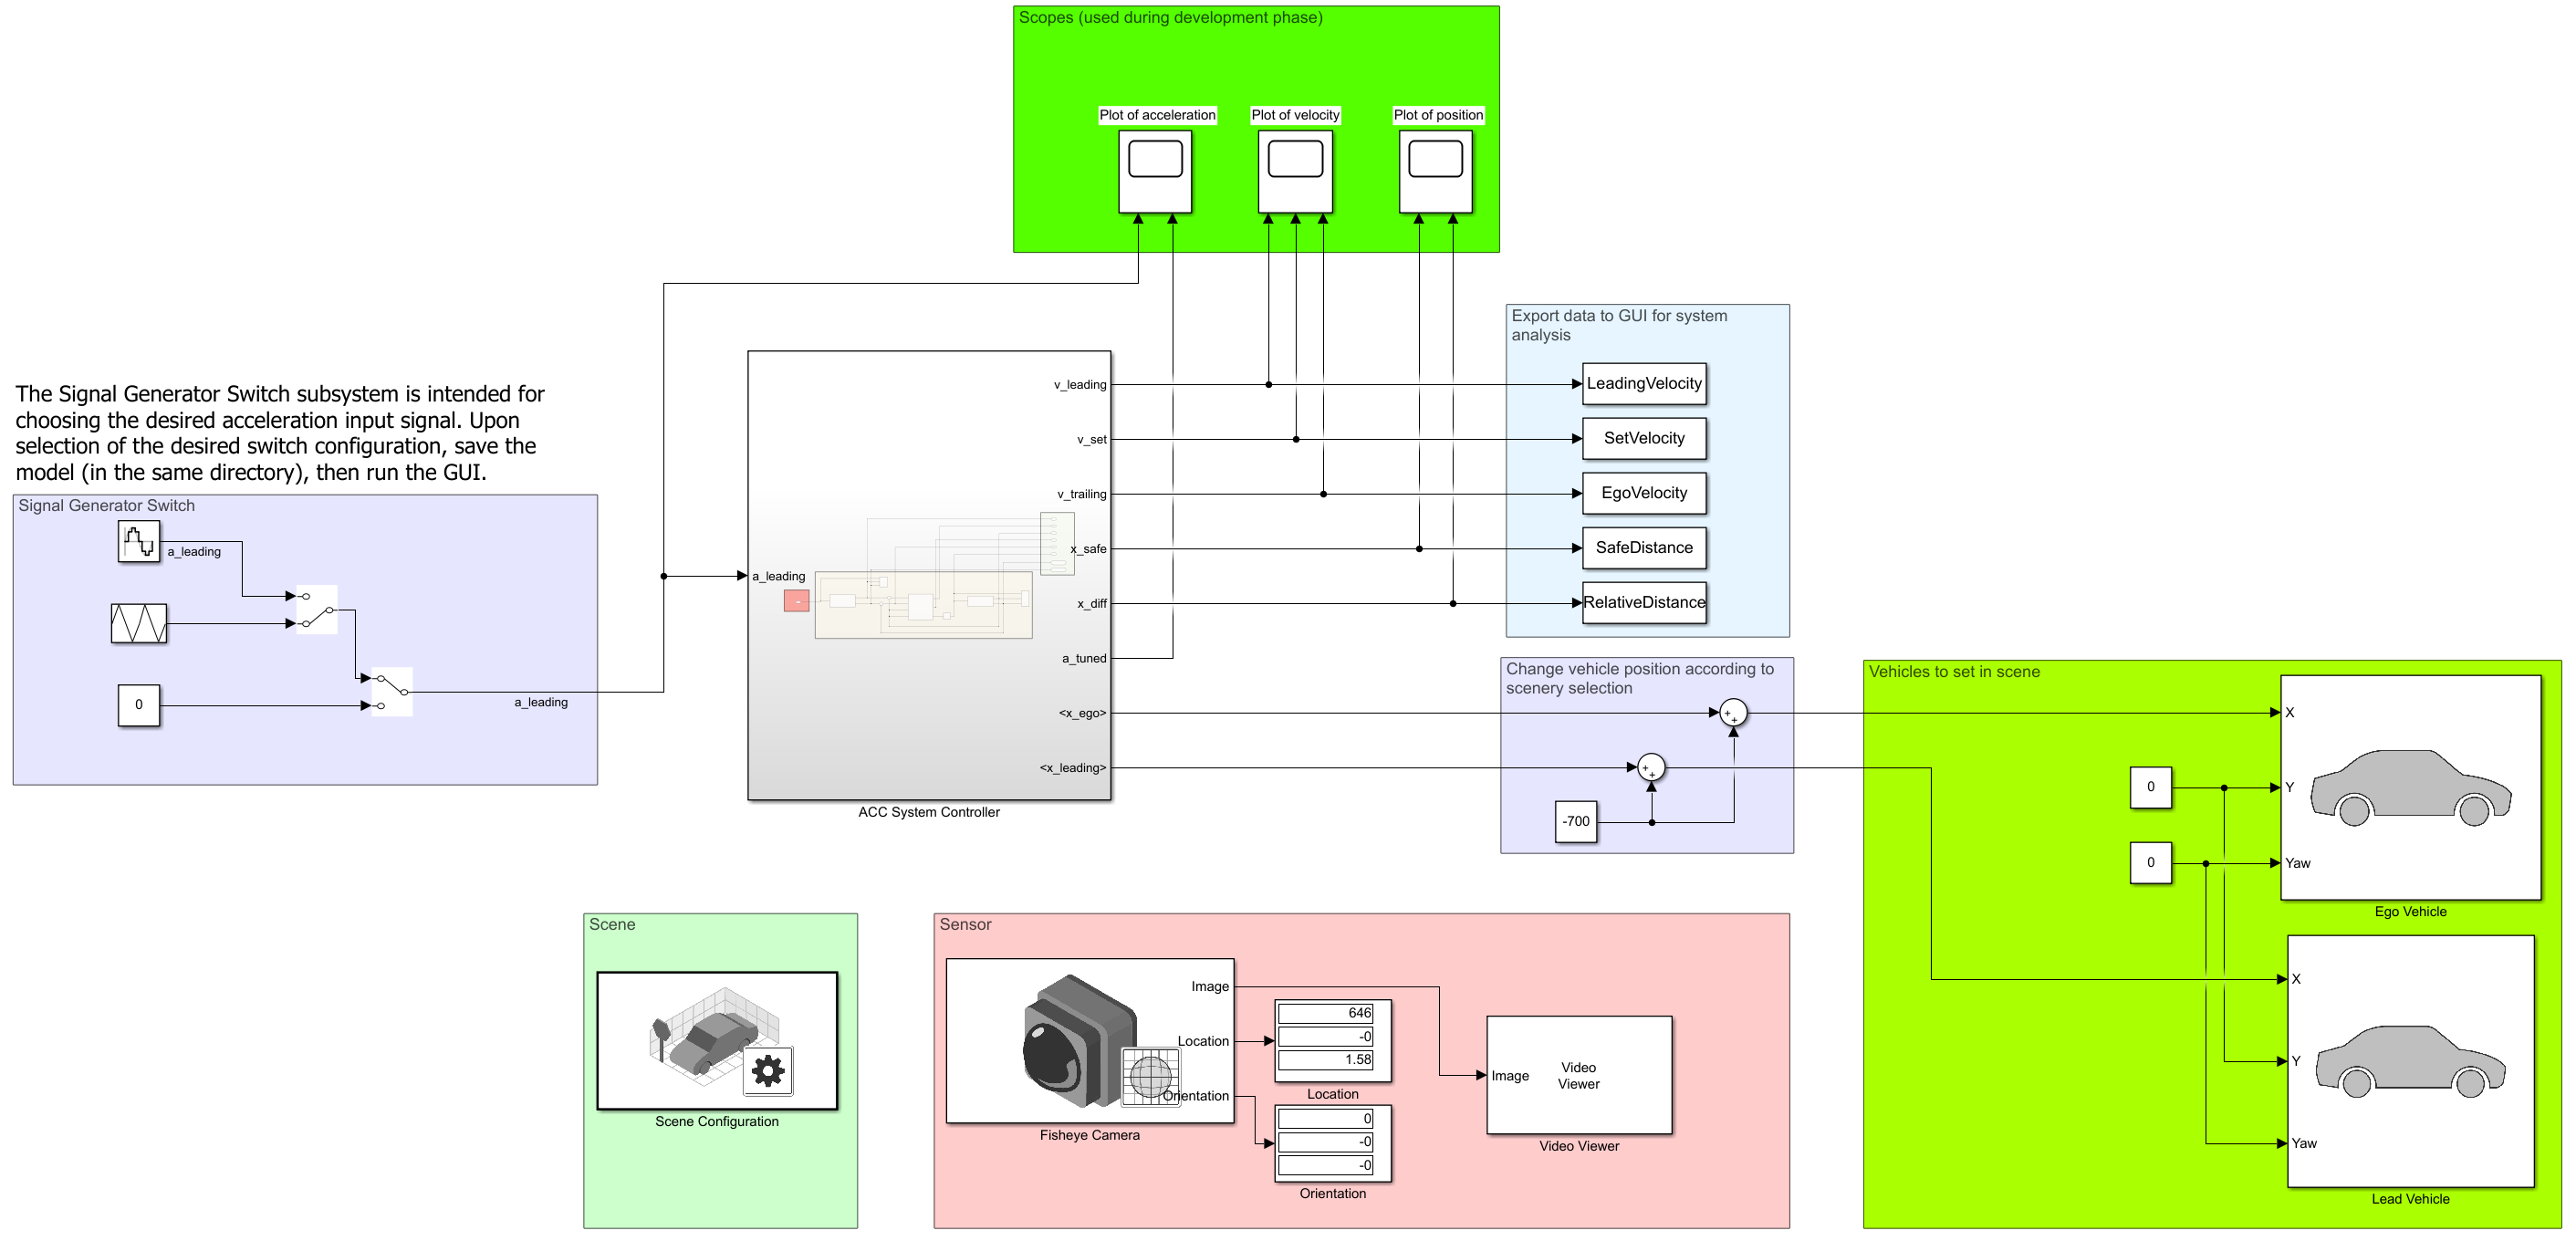 Scopes (used during development phase)
Plot of acceleration
Plot of velocity
Plot of position
Export data to GUI for system
analysis
LeadingVelocity
SetVelocity
EgoVelocity
SafeDistance
RelativeDistance
The Signal Generator Switch subsystem is intended for
choosing the desired acceleration input signal. Upon
selection of the desired switch configuration, save the
model (in the same directory), then run the GUI.
Signal Generator Switch
a_leading
0
a_leading
a_leading
v_leading
v_set
v_trailing
x_safe
x_diff
a_tuned
<x_ego>
<x_leading>
ACC System Controller
Change vehicle position according to
scenery selection
+
+
+
+
-700
Vehicles to set in scene
0
0
X
Y
Yaw
Ego Vehicle
X
Y
Yaw
Lead Vehicle
Scene
Scene Configuration
Sensor
Image
Location
Orientation
Fisheye Camera
646
-0
1.58
Location
0
-0
-0
Orientation
Image
Video
Viewer
Video Viewer